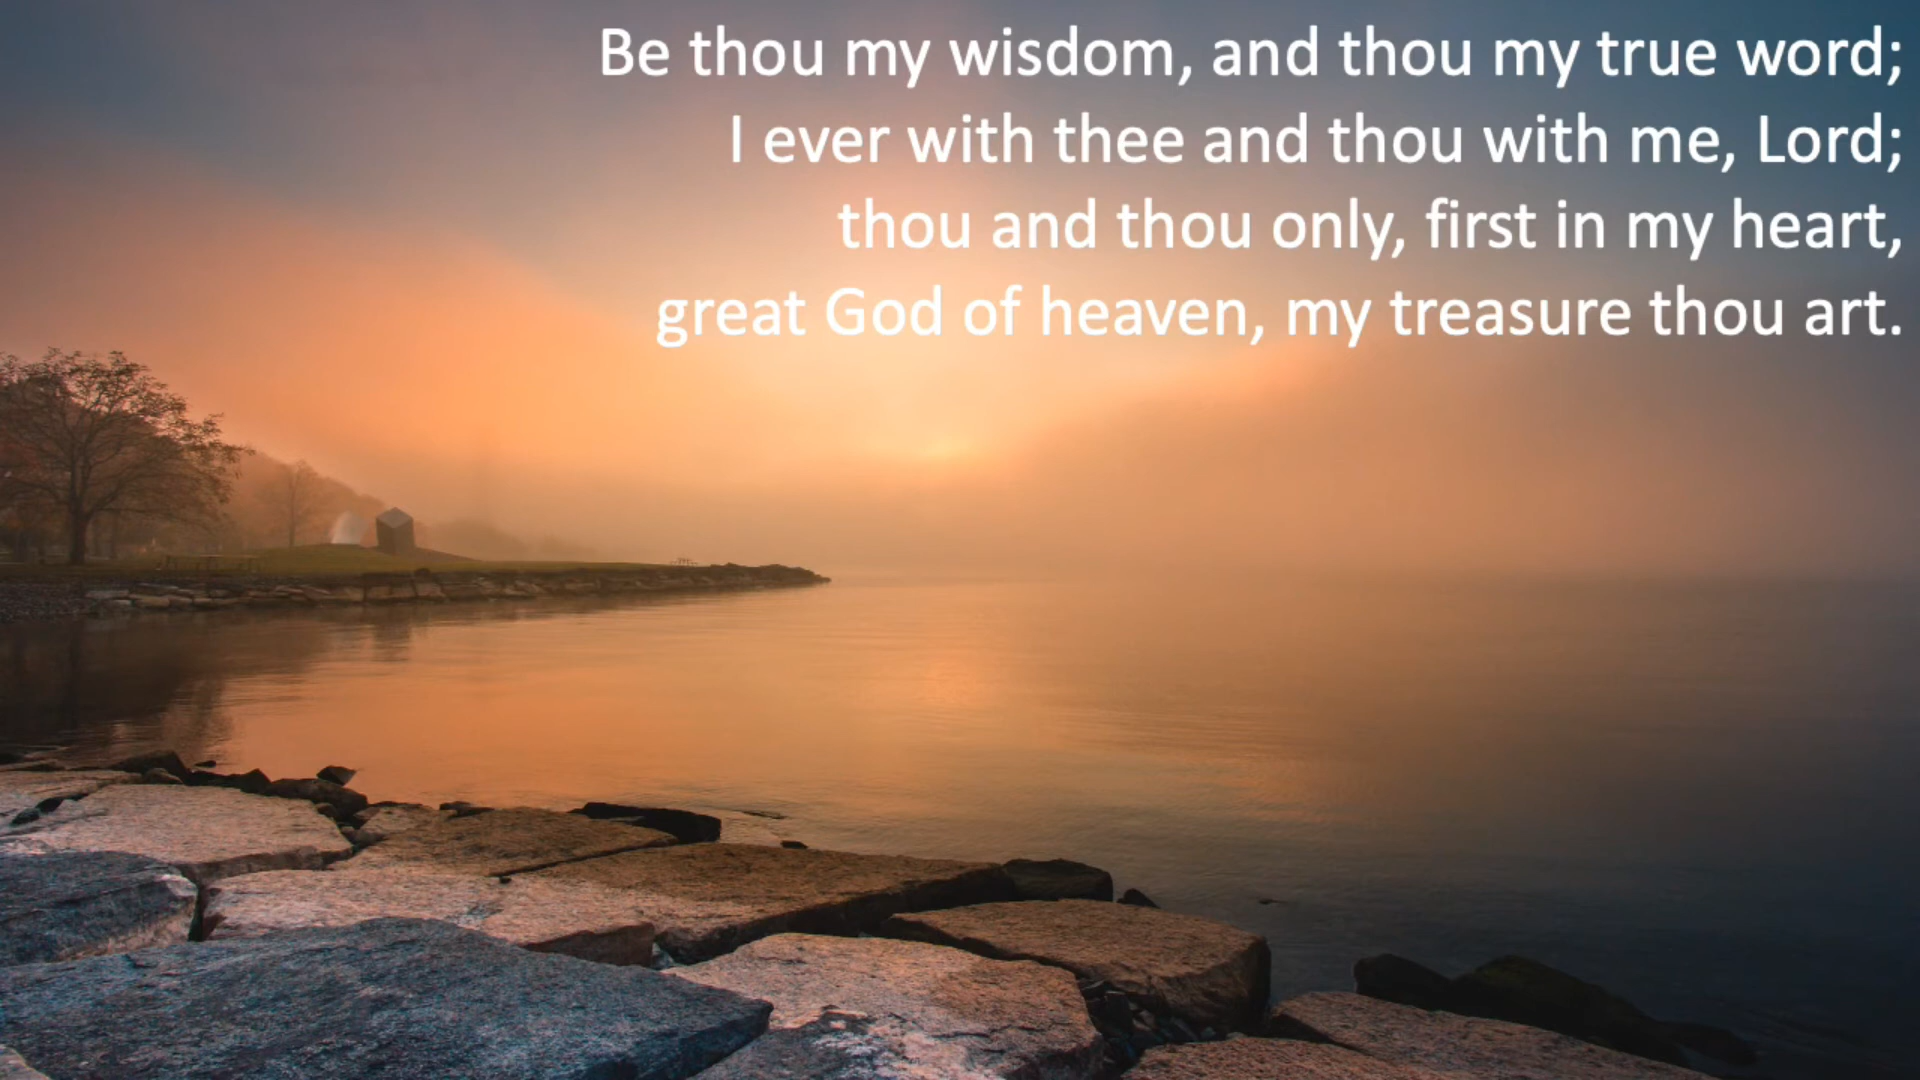 Be thou my wisdom, and thou my true word;
I ever with thee and thou with me, Lord;
thou and thou only, first in my heart,
great God of heaven, my treasure thou art.